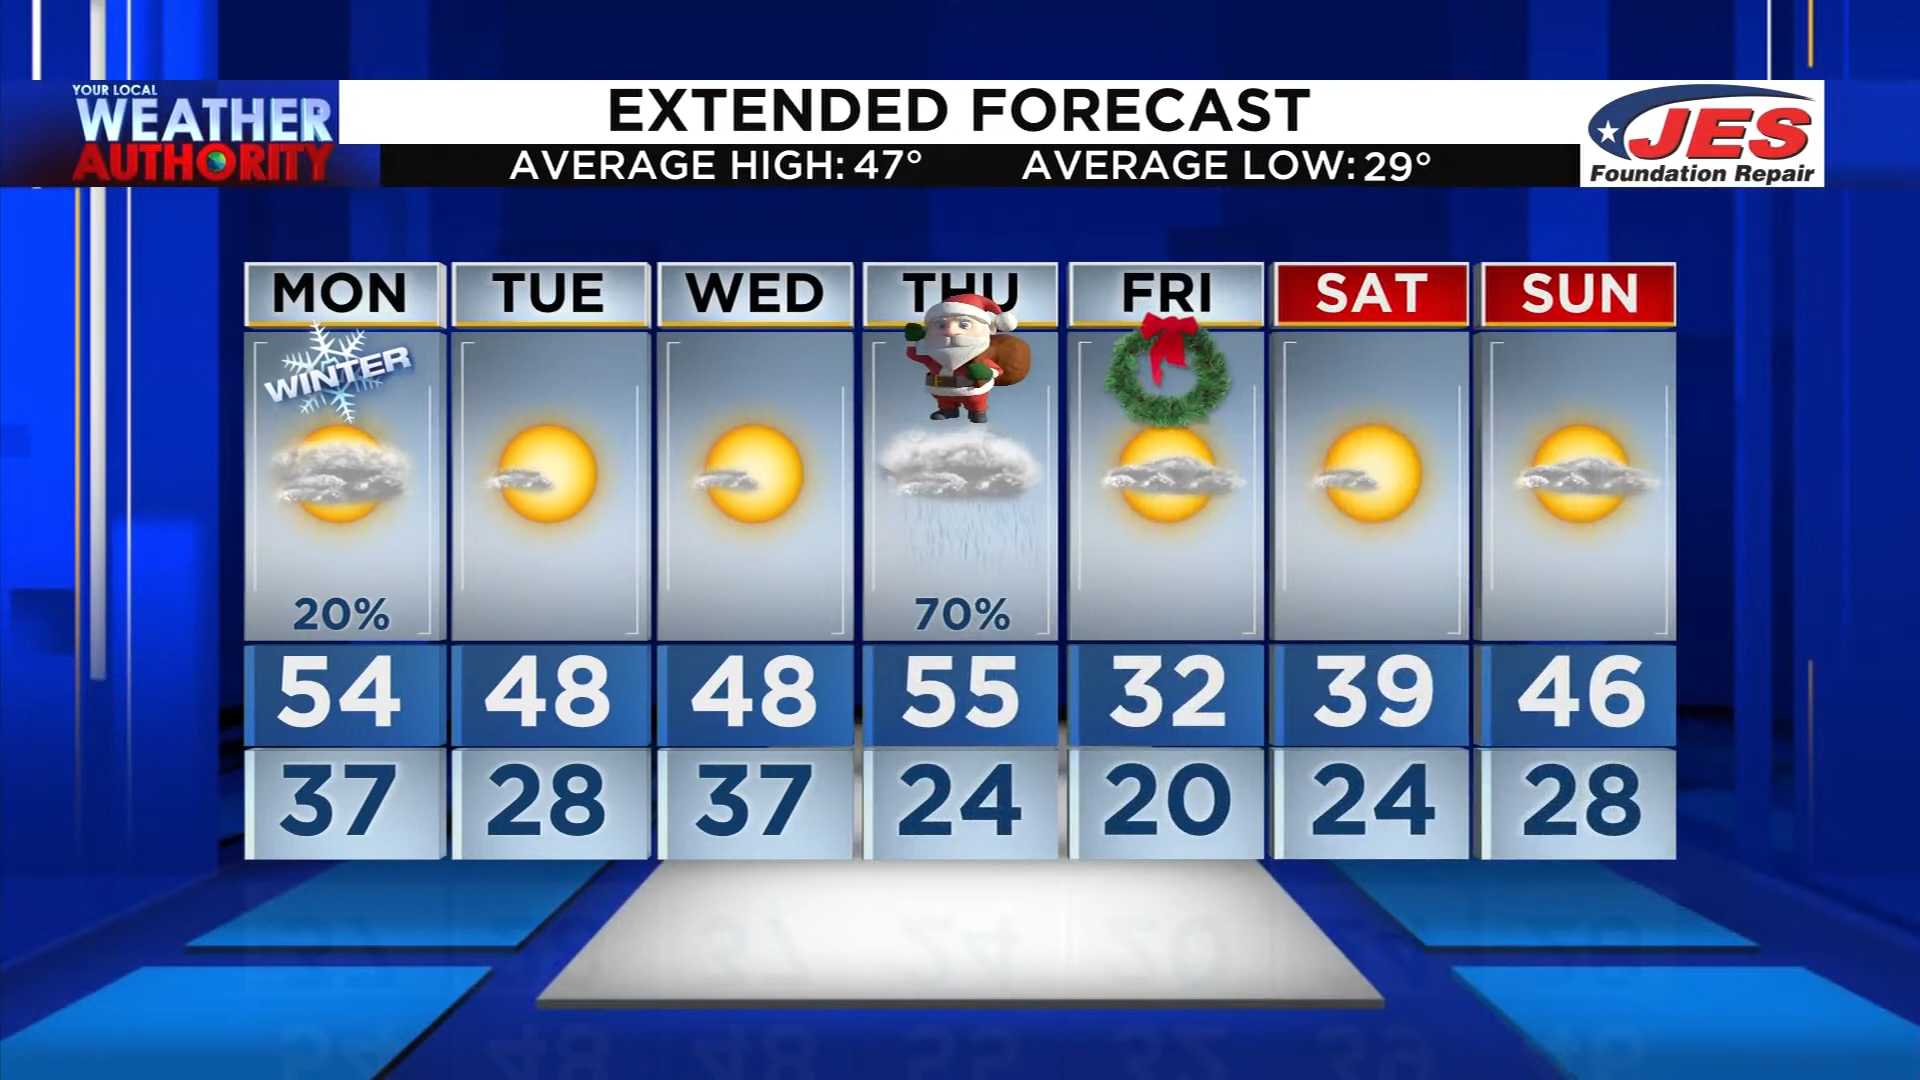 YOUR LOCAL
WEATHER
AUTHORITY
EXTENDED FORECAST
AVERAGE HIGH: 47° AVERAGE LOW: 29°
JES
Foundation Repair
MON TUE WED THU FRI SAT SUN
WINTER
20% 70%
54 48 48 55 32 39 46
37 28 37 24 20 24 28